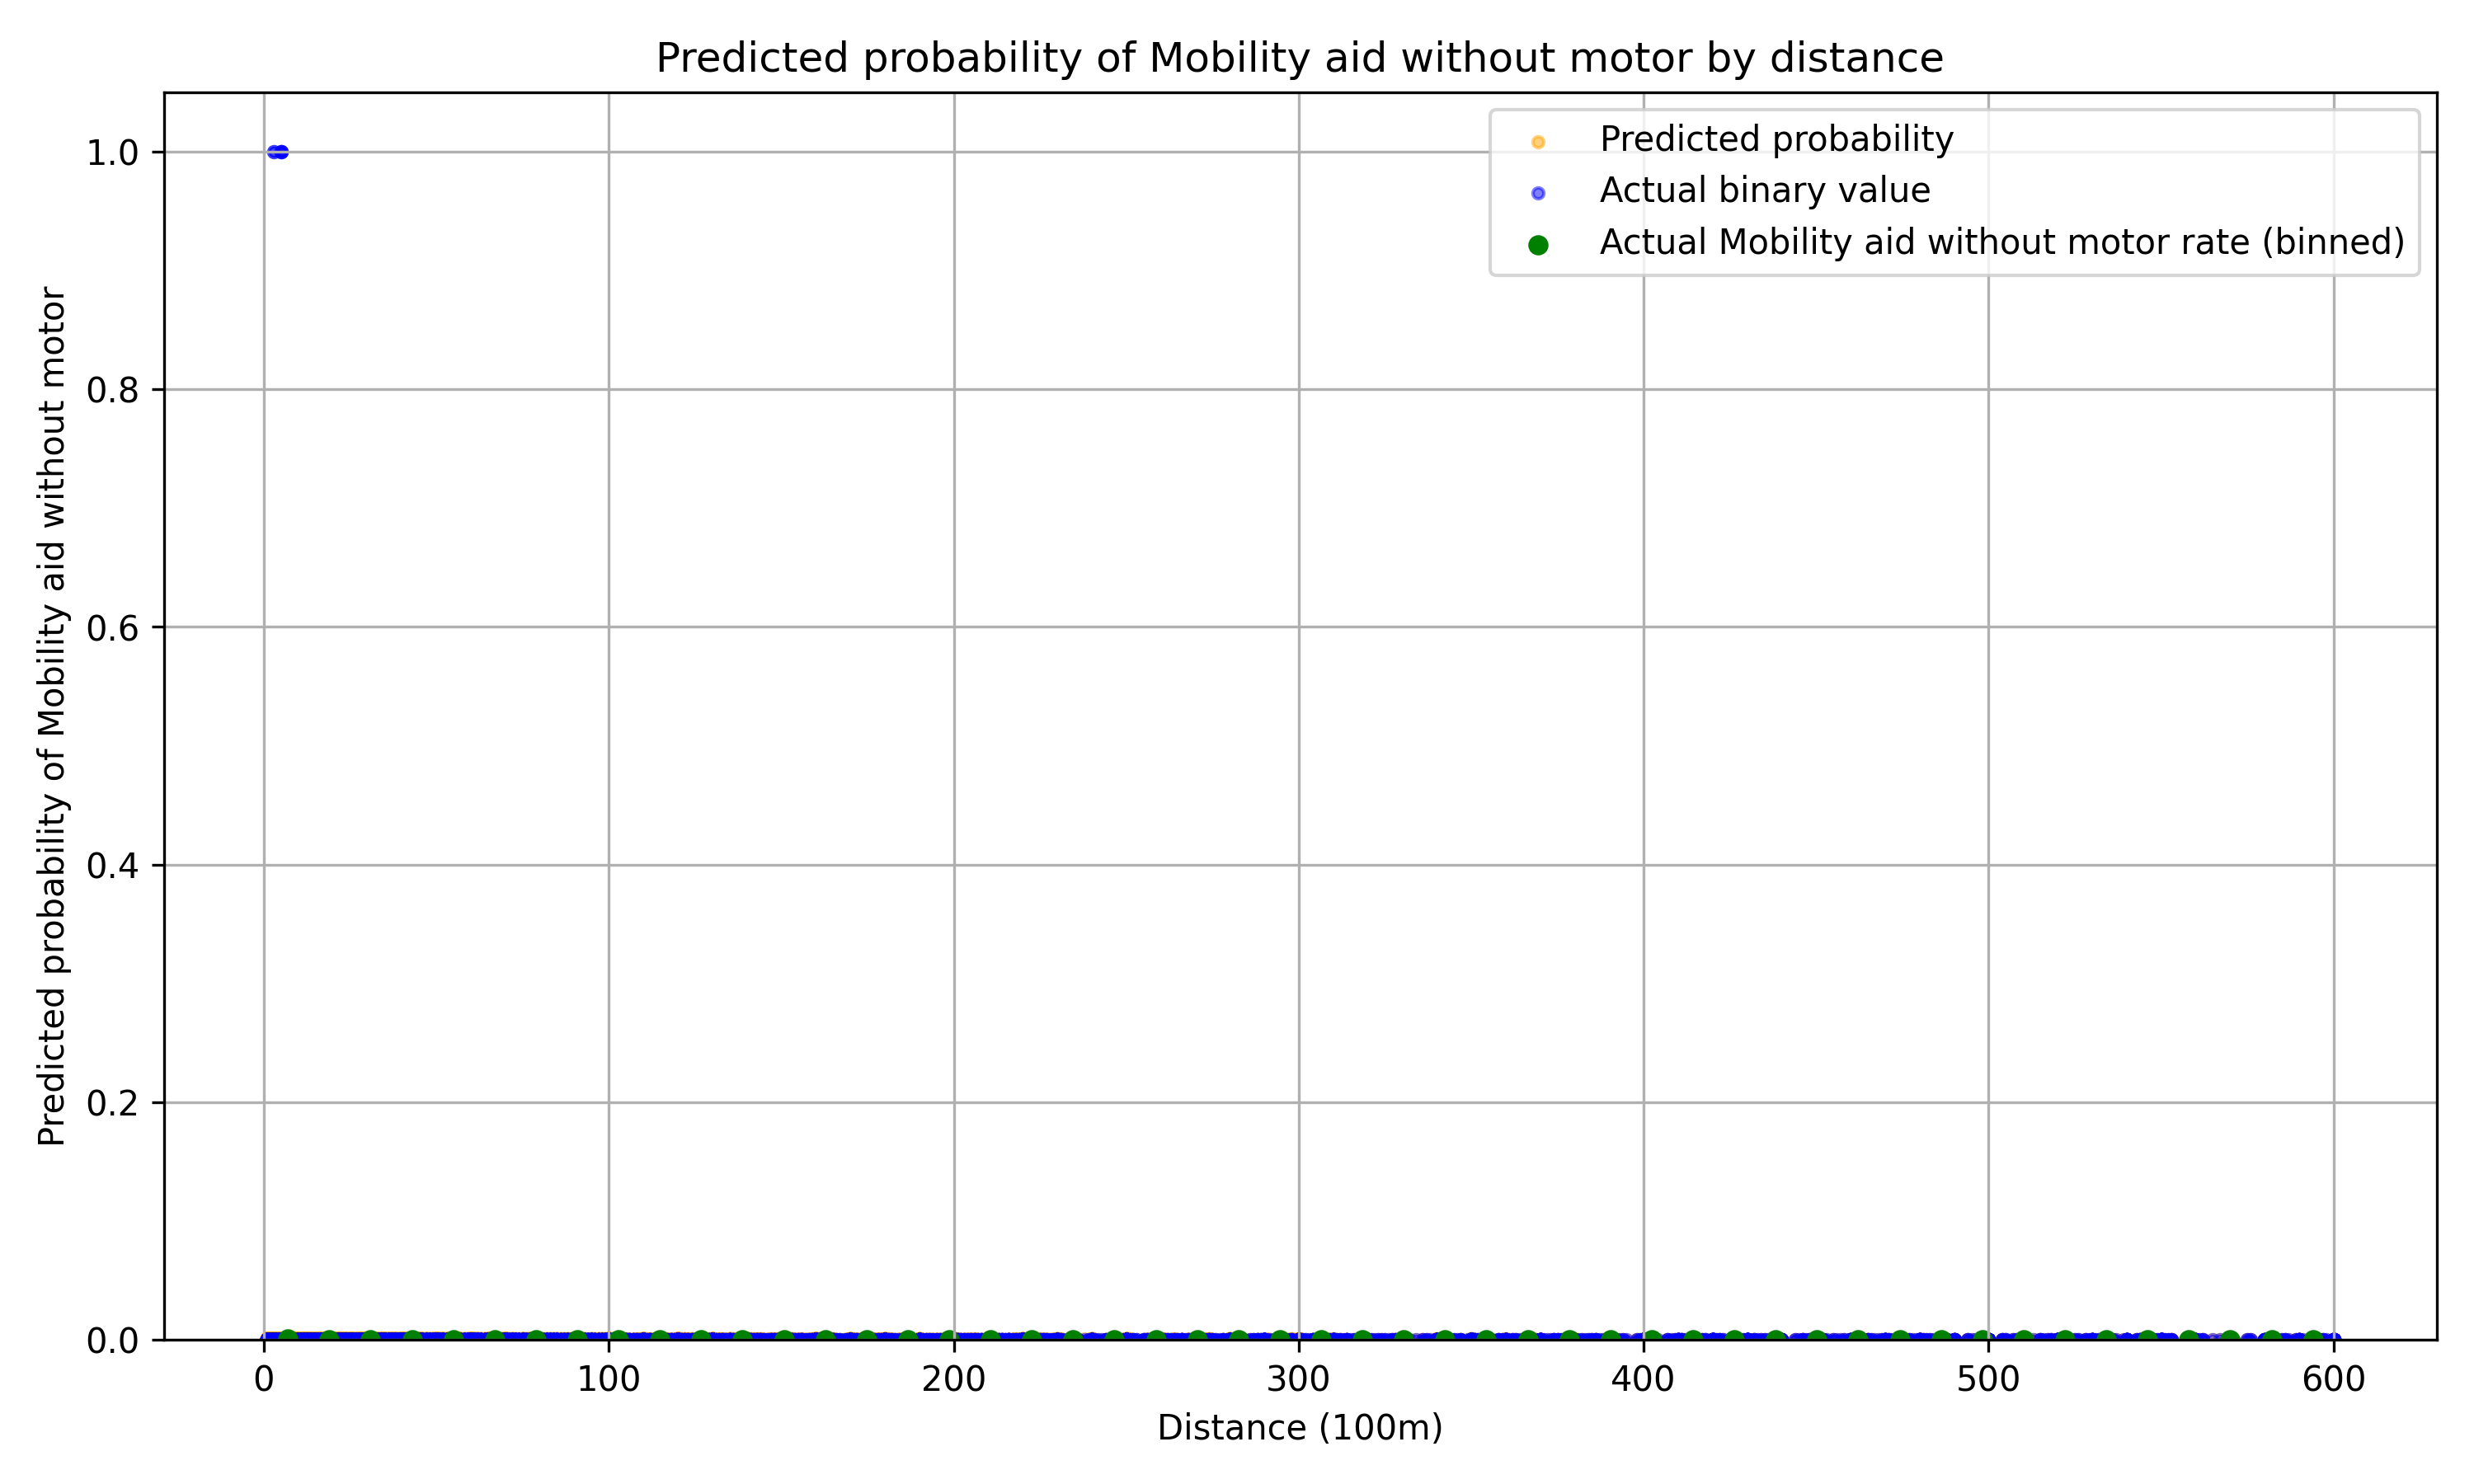 Predicted probability of Mobility aid without motor by distance
Predicted probability
Actual binary value
Actual Mobility aid without motor rate (binned)
Predicted probability of Mobility aid without motor
1.0
0.8
0.6
0.4
0.2
0.0
0 100 200 300 400 500 600
Distance (100m)